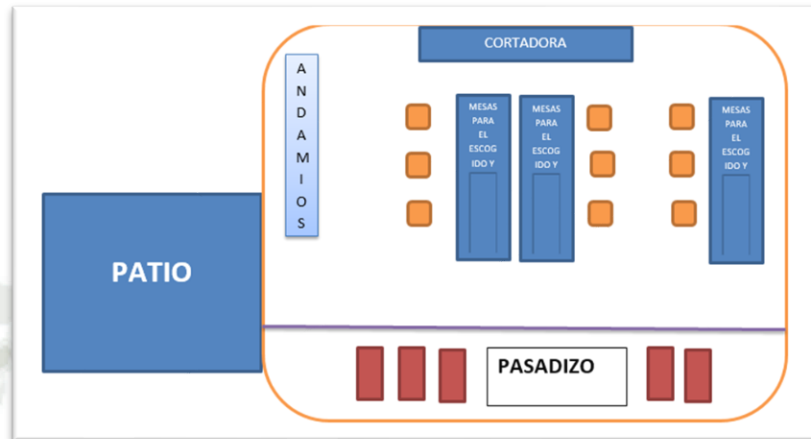 CORTADORA
A
N
D
A
M
I
O
S
MESAS
PARA
EL
ESCOG
IDO Y
MESAS
PARA
EL
ESCOG
IDO Y
MESAS
PARA
EL
ESCOG
IDO Y
PATIO
PASADIZO